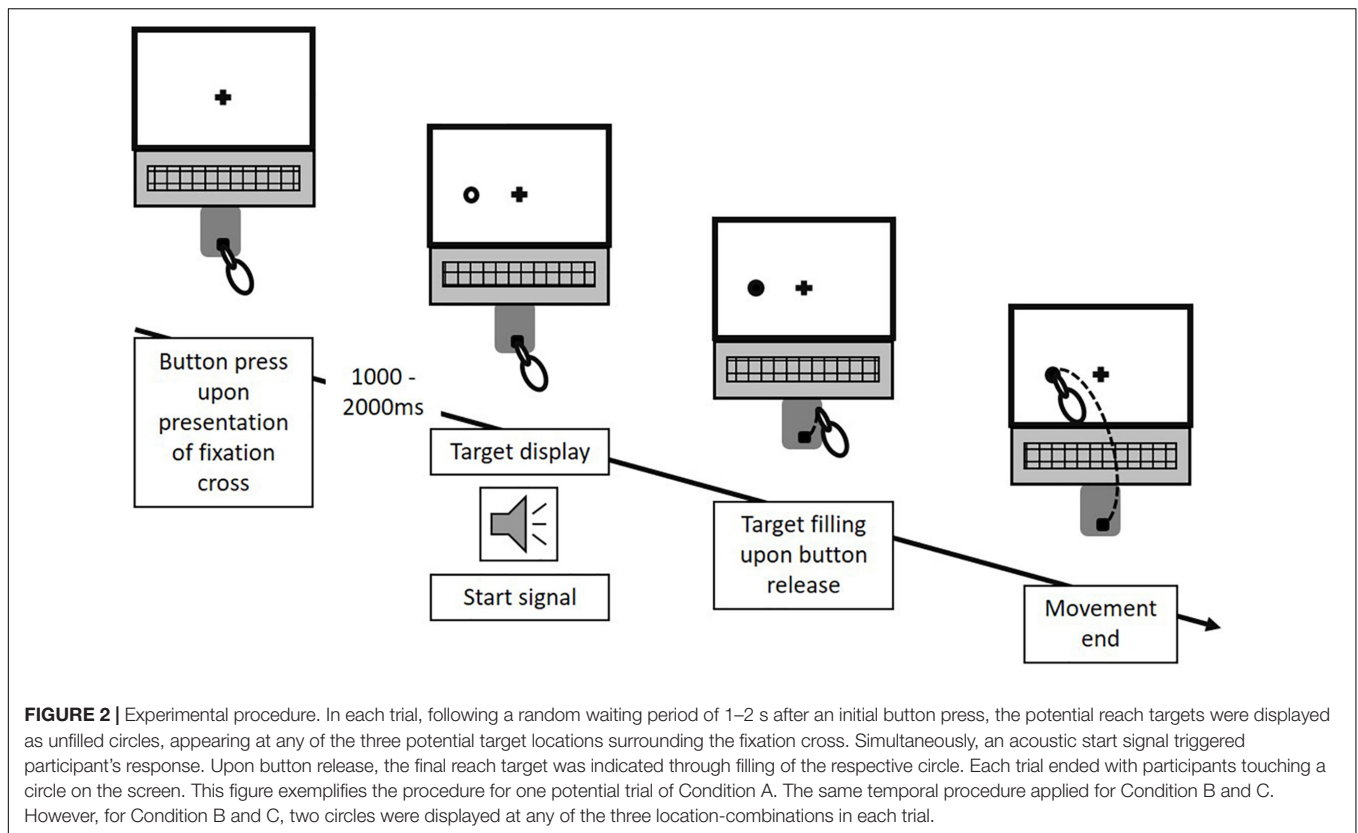 Button press
upon
presentation
of fixation
cross
1000 -
2000ms
Target display
Start signal
Target filling
upon button
release
Movement
end
FIGURE 2 | Experimental procedure. In each trial, following a random waiting period of 1–2 s after an initial button press, the potential reach targets were displayed
as unfilled circles, appearing at any of the three potential target locations surrounding the fixation cross. Simultaneously, an acoustic start signal triggered
participant's response. Upon button release, the final reach target was indicated through filling of the respective circle. Each trial ended with participants touching a
circle on the screen. This figure exemplifies the procedure for one potential trial of Condition A. The same temporal procedure applied for Condition B and C.
However, for Condition B and C, two circles were displayed at any of the three location-combinations in each trial.